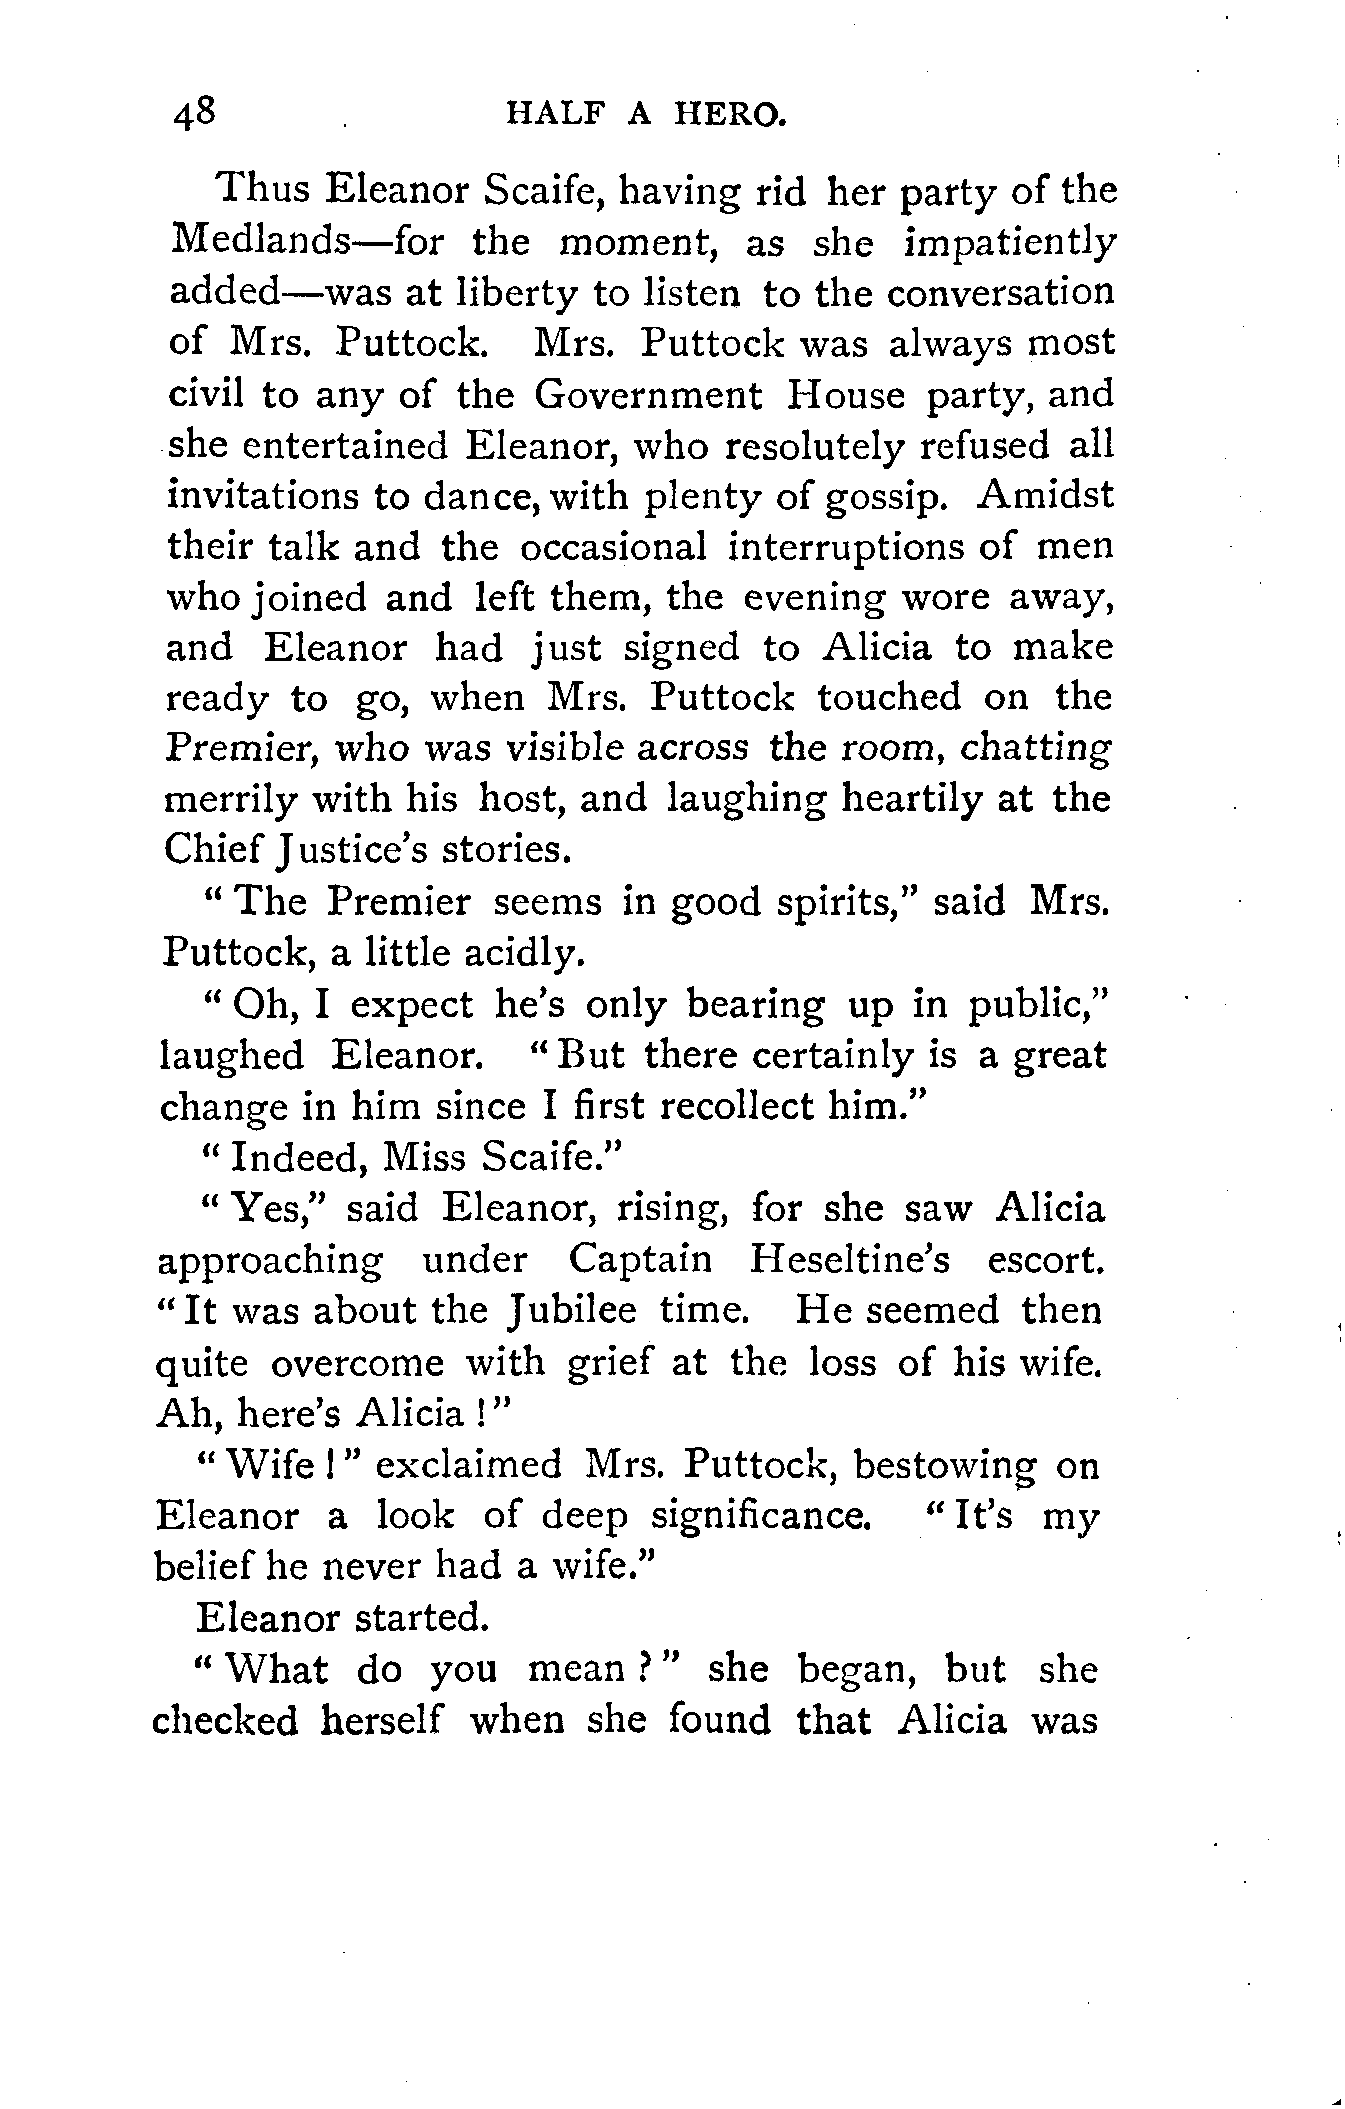 48 HALF A HERO.
Thus Eleanor Scaife, having rid her party of the
Medlands—for the moment, as she impatiently
added—was at liberty to listen to the conversation
of Mrs. Puttock. Mrs. Puttock was always most
civil to any of the Government House party, and
she entertained Eleanor, who resolutely refused all
invitations to dance, with plenty of gossip. Amidst
their talk and the occasional interruptions of men
who joined and left them, the evening wore away,
and Eleanor had just signed to Alicia to make
ready to go, when Mrs. Puttock touched on the
Premier, who was visible across the room, chatting
merrily with his host, and laughing heartily at the
Chief Justice's stories.
“ The Premier seems in good spirits,” said Mrs.
Puttock, a little acidly.
“ Oh, I expect he's only bearing up in public,”
laughed Eleanor. “ But there certainly is a great
change in him since I first recollect him.”
“ Indeed, Miss Scaife.”
“ Yes,” said Eleanor, rising, for she saw Alicia
approaching under Captain Heseltine's escort.
“ It was about the Jubilee time. He seemed then
quite overcome with grief at the loss of his wife.
Ah, here's Alicia ! ”
“ Wife ! ” exclaimed Mrs. Puttock, bestowing on
Eleanor a look of deep significance. “ It's my
belief he never had a wife.”
Eleanor started.
“ What do you mean ? ” she began, but she
checked herself when she found that Alicia was